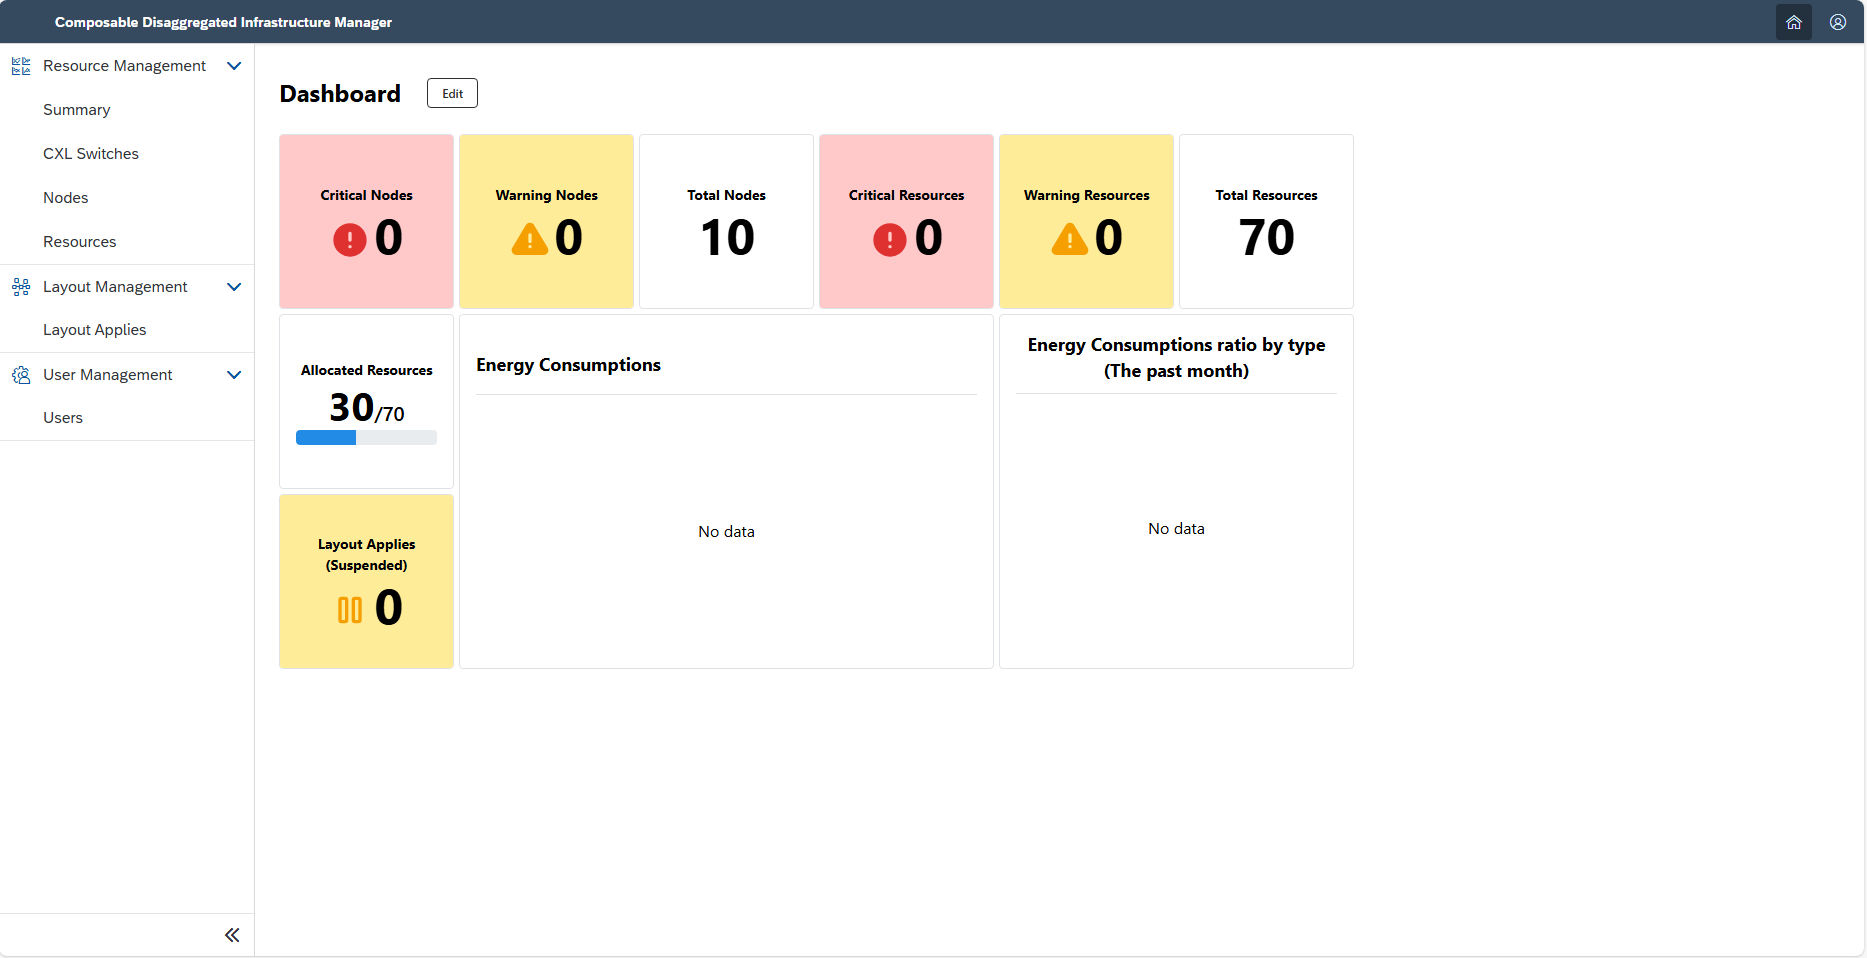 Composable Disaggregated Infrastructure Manager
Resource Management
Summary
CXL Switches
Nodes
Resources
Layout Management
Layout Applies
User Management
Users
Dashboard
Edit
Critical Nodes
0
Warning Nodes
0
Total Nodes
10
Critical Resources
0
Warning Resources
0
Total Resources
70
Allocated Resources
30/70
Energy Consumptions
No data
Energy Consumptions ratio by type
(The past month)
No data
Layout Applies
(Suspended)
0